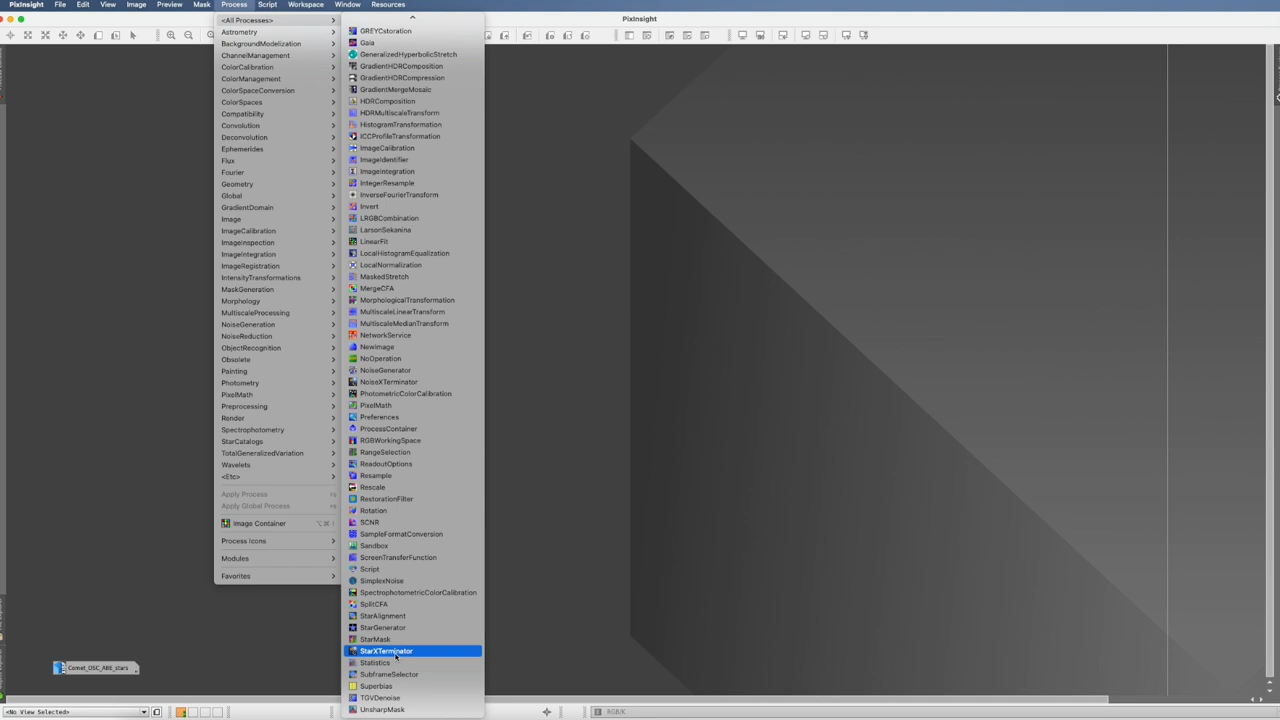 PixInsight File Edit View Image Preview Mask Process Script Workspace Window Resources
PixInsight
<All Processes>
Astrometry
BackgroundModelization
ChannelManagement
ColorCalibration
ColorManagement
ColorSpaceConversion
ColorSpaces
Compatibility
Convolution
Deconvolution
Ephemerides
Flux
Fourier
Geometry
Global
GradientDomain
Image
ImageCalibration
ImageInspection
ImageIntegration
ImageRegistration
IntensityTransformations
MaskGeneration
Morphology
MultiscaleProcessing
NoiseGeneration
NoiseReduction
ObjectRecognition
Obsolete
Painting
Photometry
PixelMath
Preprocessing
Render
Spectrophotometry
StarCatalogs
TotalGeneralizedVariation
Wavelets
<Etc>
Apply Process
Apply Global Process
Image Container
Process Icons
Modules
Favorites
GREYCstoration
Gaia
GeneralizedHyperbolicStretch
GradientHDRComposition
GradientHDRCompression
GradientMergeMosaic
HDRComposition
HDRMultiscaleTransform
HistogramTransformation
ICCProfileTransformation
ImageCalibration
ImageIdentifier
ImageIntegration
IntegerResample
InverseFourierTransform
Invert
LRGBCombination
LarsonSekanina
LinearFit
LocalHistogramEqualization
LocalNormalization
MaskedStretch
MergeCFA
MorphologicalTransformation
MultiscaleLinearTransform
MultiscaleMedianTransform
NetworkService
NewImage
NoOperation
NoiseGenerator
NoiseXTerminator
PhotometricColorCalibration
PixelMath
Preferences
ProcessContainer
RGBWorkingSpace
RangeSelection
ReadoutOptions
Resample
Rescale
RestorationFilter
Rotation
SCNR
SampleFormatConversion
Sandbox
ScreenTransferFunction
Script
SimplexNoise
SpectrophotometricColorCalibration
SplitCFA
StarAlignment
StarGenerator
StarMask
StarXTerminator
Statistics
SubframeSelector
Superbias
TGVDenoise
UnsharpMask
Comet_OSC_ABE_stars
<No View Selected>
RGB/K